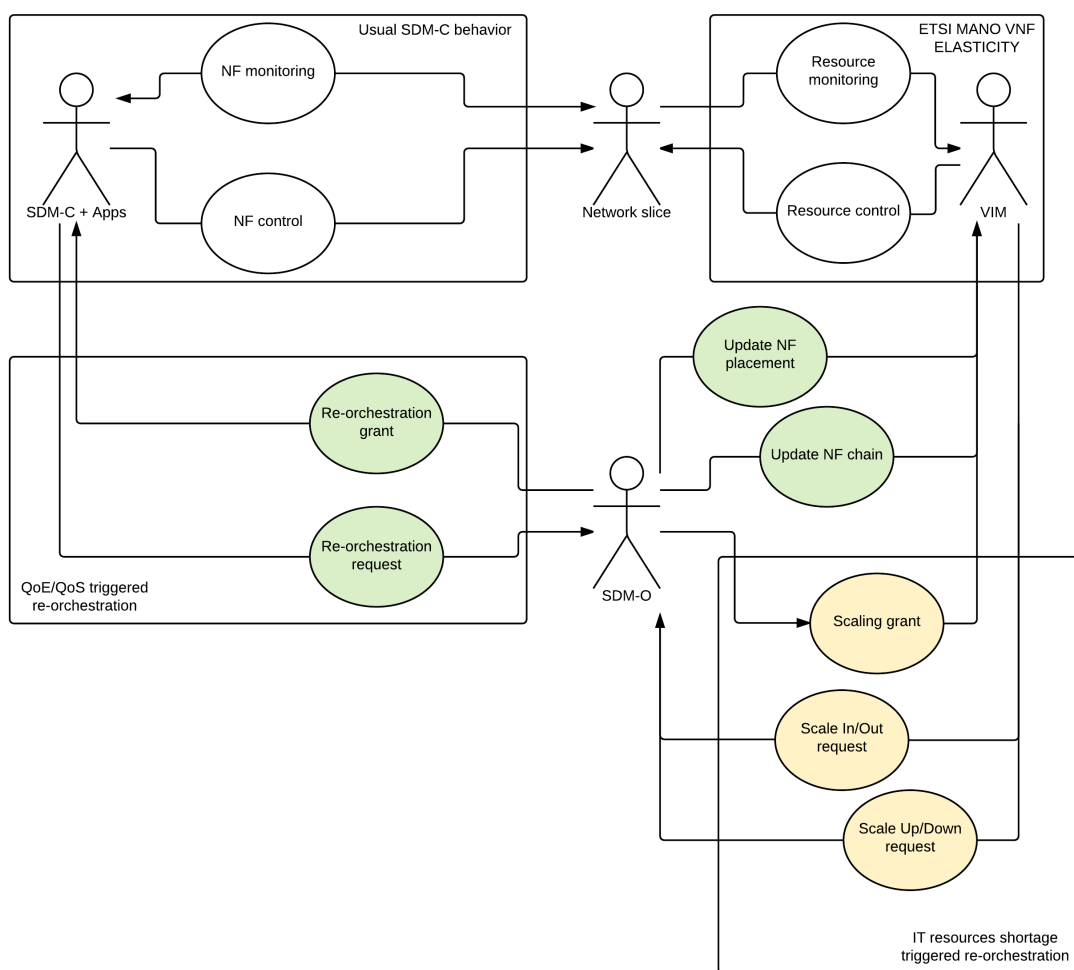 Usual SDM-C behavior
ETSI MANO VNF
ELASTICITY
NF monitoring
Resource
monitoring
NF control
Resource control
SDM-C + Apps
Network slice
VIM
Update NF
placement
Re-orchestration
grant
Update NF chain
Re-orchestration
request
QoE/QoS triggered
re-orchestration
SDM-O
Scaling grant
Scale In/Out
request
Scale Up/Down
request
IT resources shortage
triggered re-orchestration